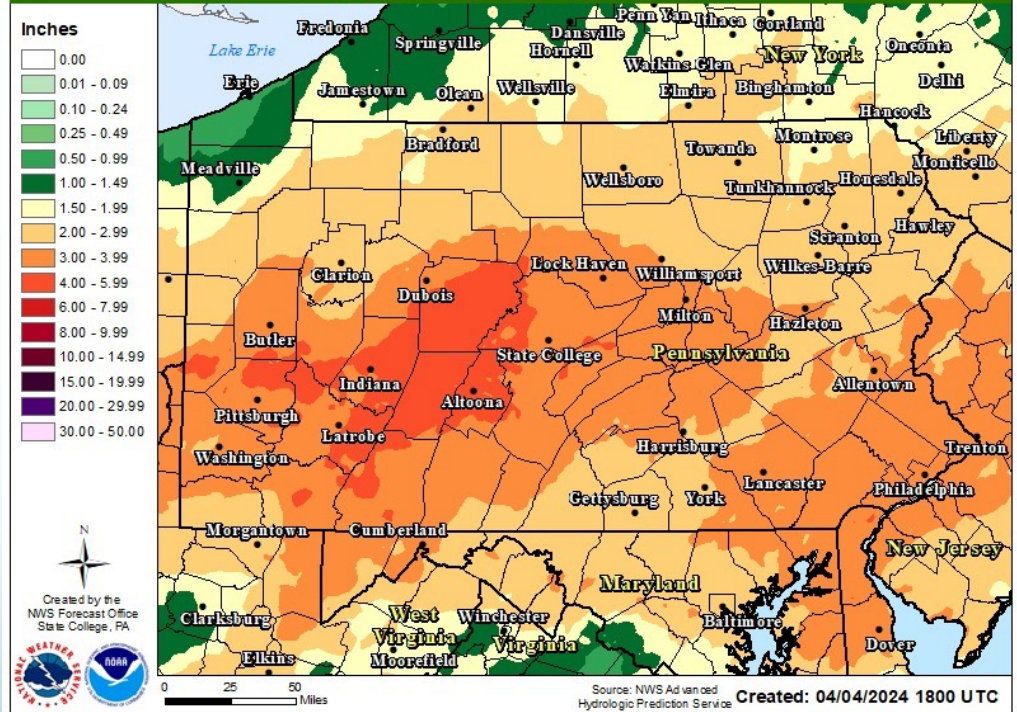 Inches
0.00
0.01 - 0.09
0.10 - 0.24
0.25 - 0.49
0.50 - 0.99
1.00 - 1.49
1.50 - 1.99
2.00 - 2.99
3.00 - 3.99
4.00 - 5.99
6.00 - 7.99
8.00 - 9.99
10.00 - 14.99
15.00 - 19.99
20.00 - 29.99
30.00 - 50.00
N
Created by the
NWS Forecast Office
State College, PA
NATIONAL WEATHER SERVICE
NOAA
Lake Erie
Fredonia
Springville
Dansville
Penn Yan
Ithaca
Cortland
Hornell
Watkins Glen
New York
Oneonta
Erie
Jamestown
Olean
Wellsville
Elmira
Binghamton
Delhi
Hancock
Bradford
Towanda
Montrose
Liberty
Meadville
Wellsboro
Tunkhannock
Honesdale
Monticello
Scranton
Hawley
Clarion
Lock Haven
Williamsport
Wilkes-Barre
Dubois
Milton
Hazleton
Butler
State College
Pennsylvania
Indiana
Allentown
Pittsburgh
Altoona
Latrobe
Harrisburg
Trenton
Washington
Lancaster
Gettysburg
York
Philadelphia
Morgantown
Cumberland
New Jersey
Maryland
Clarksburg
West
Virginia
Winchester
Virginia
Baltimore
Elkins
Moorefield
Dover
0 25 50
Miles
Source: NWS Advanced
Hydrologic Prediction Service
Created: 04/04/2024 1800 UTC